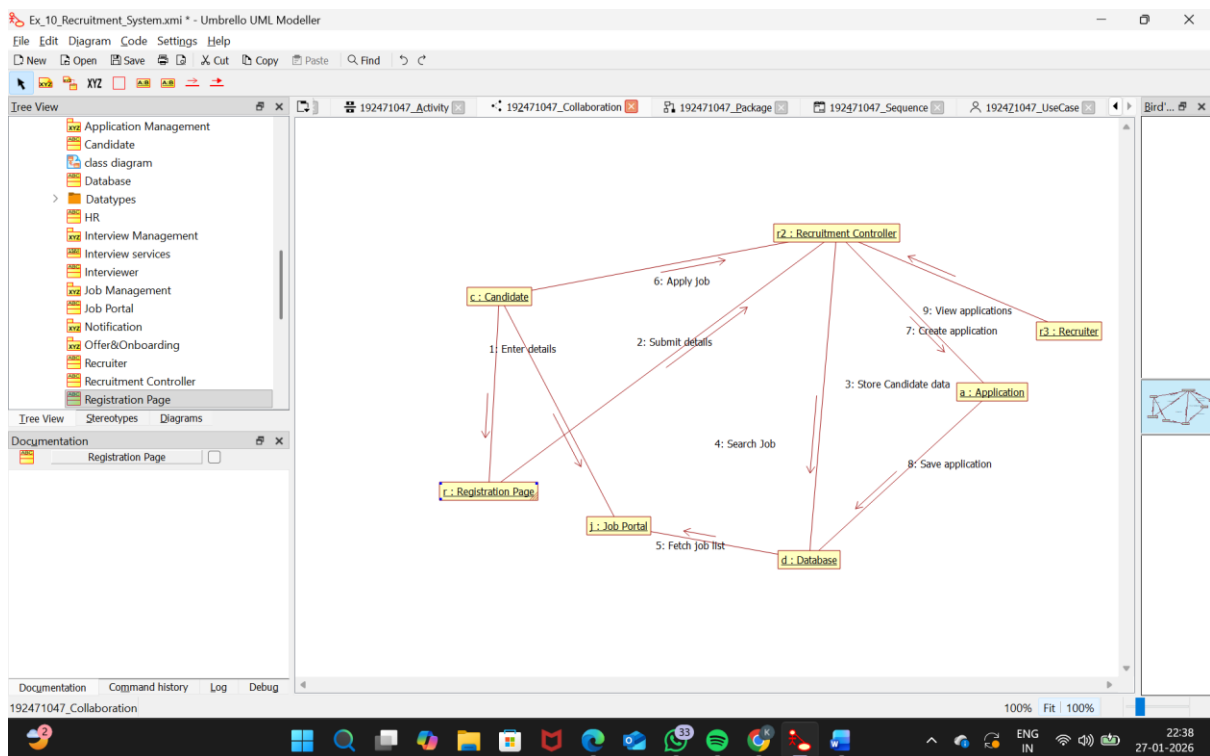 Ex_10_Recruitment_System.xmi * - Umbrello UML Modeller
File Edit Diagram Code Settings Help
New Open Save Cut Copy Paste Find
XYZ
Tree View
192471047_Activity 192471047_Collaboration 192471047_Package 192471047_Sequence 192471047_UseCase
Bird'...
Application Management
Candidate
class diagram
Database
Datatypes
HR
Interview Management
Interview services
Interviewer
Job Management
Job Portal
Notification
Offer&Onboarding
Recruiter
Recruitment Controller
Registration Page
Tree View Stereotypes Diagrams
Documentation
Registration Page
r2 : Recruitment Controller
6: Apply job
c : Candidate
9: View applications
7: Create application
r3 : Recruiter
1: Enter details
2: Submit details
3: Store Candidate data
a : Application
4: Search Job
8: Save application
r : Registration Page
j : Job Portal
5: Fetch job list
d : Database
Documentation Command history Log Debug
192471047_Collaboration
100% Fit 100%
2
33
ENG
IN
22:38
27-01-2026